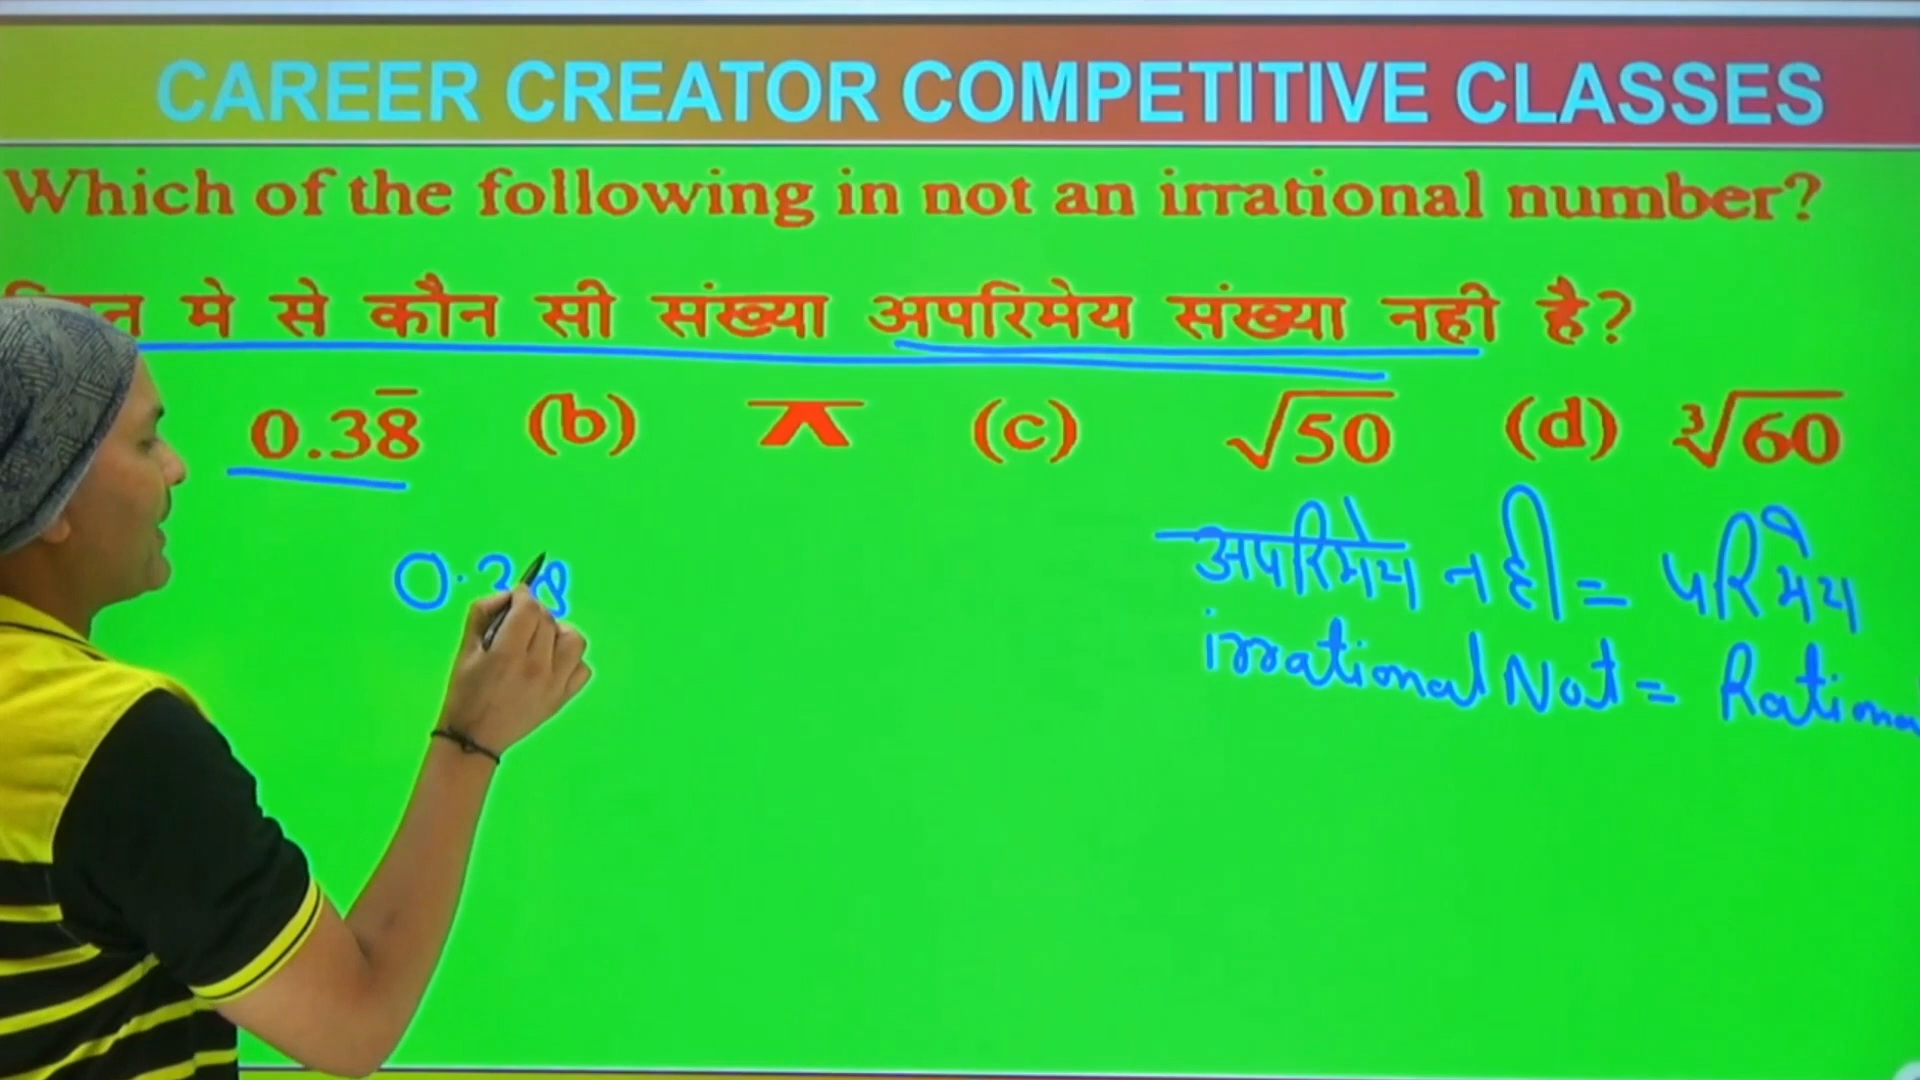 CAREER CREATOR COMPETITIVE CLASSES
Which of the following in not an irrational number?
मे से कौन सी संख्या अपरिमेय संख्या नही है?
0.38̅ (b) π (c) √50 (d) ∛60
अपरिमेय नही = परिमेय
irrational Not = Rational
0.38